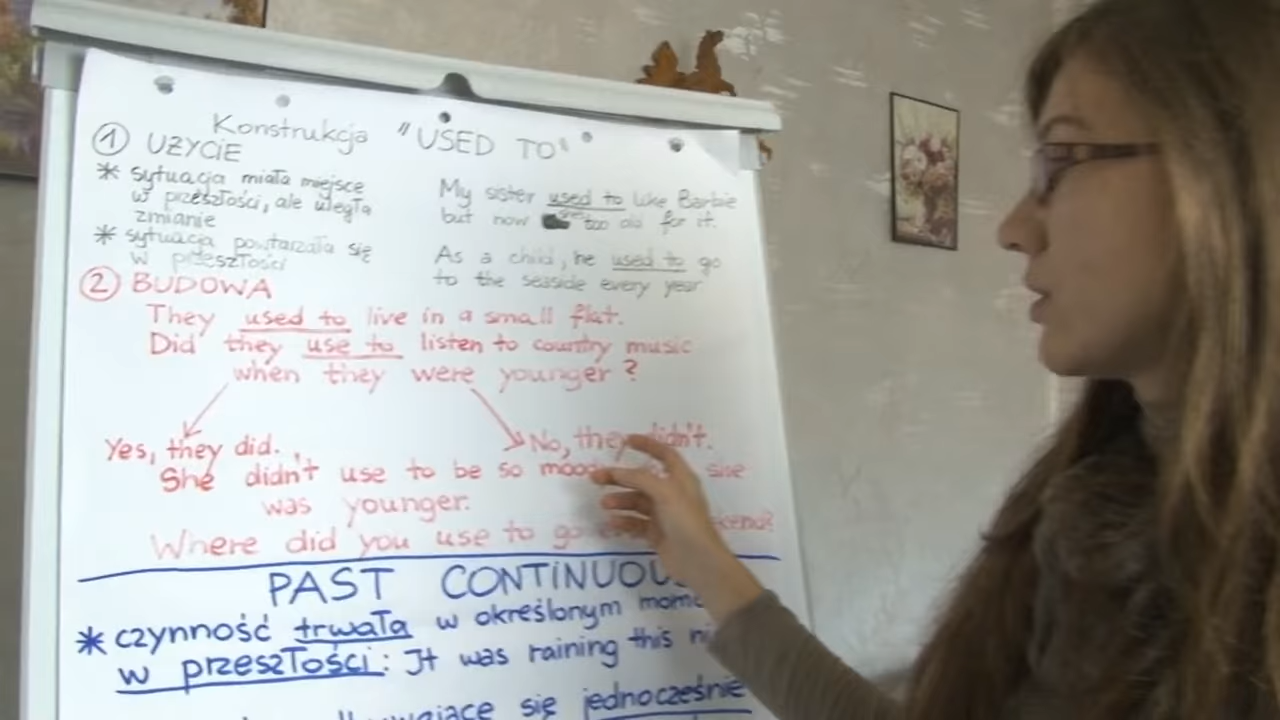 Konstrukcja "USED TO"
① UŻYCIE
* sytuacja miała miejsce
w przeszłości, ale uległa
zmianie
* sytuacja powtarzała się
w przeszłości
My sister used to like Barbie
but now too old for it.
As a child, he used to go
to the seaside every year
② BUDOWA
They used to live in a small flat.
Did they use to listen to country music
when they were younger?
Yes, they did.
No, they didn't.
She didn't use to be so she
was younger.
Where did you use to go
PAST CONTINUOUS
* czynność trwała w określonym
w przeszłości: It was raining this
się jednocześnie